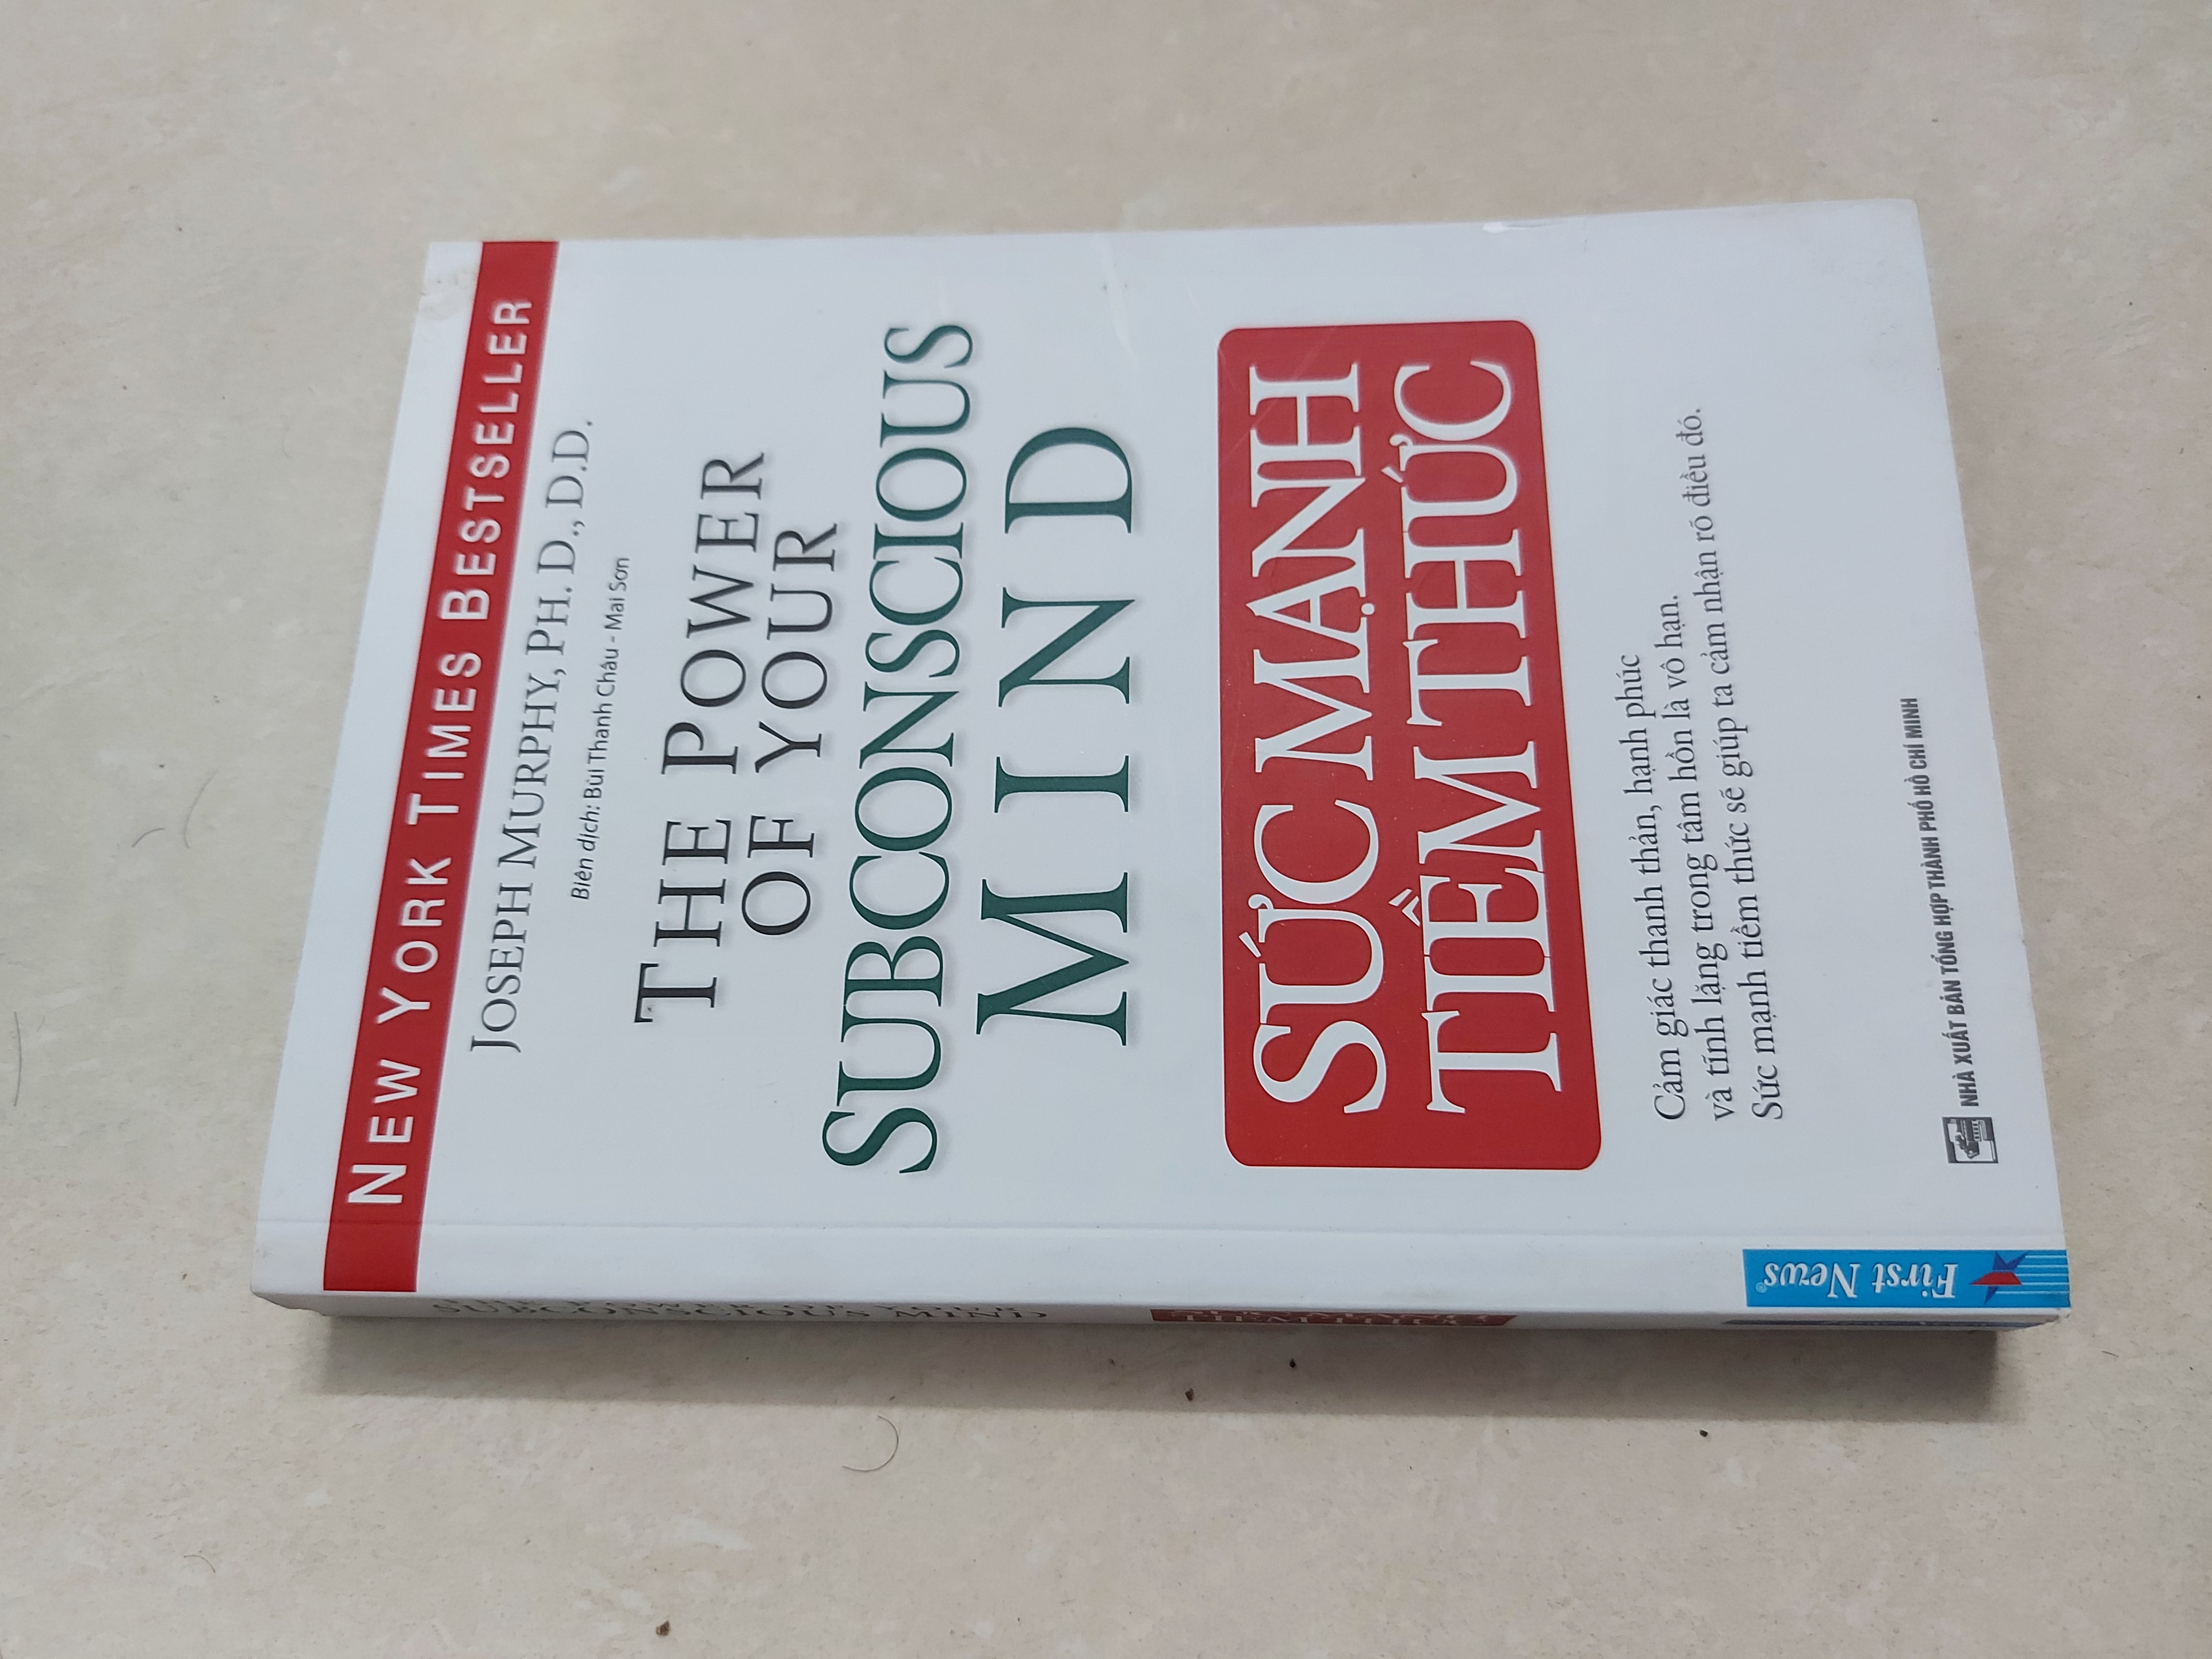 NEW YORK TIMES BESTSELLER
JOSEPH MURPHY, PH. D., D.D.
Biên dịch: Bùi Thanh Châu - Mai Sơn
THE POWER
OF YOUR
SUBCONSCIOUS
MIND
SỨC MẠNH
TIỀM THỨC
Cảm giác thanh thản, hạnh phúc
và tĩnh lặng trong tâm hồn là vô hạn.
Sức mạnh tiềm thức sẽ giúp ta cảm nhận rõ điều đó.
First News®
NHÀ XUẤT BẢN TỔNG HỢP THÀNH PHỐ HỒ CHÍ MINH
SUBCONSCIOUS MIND